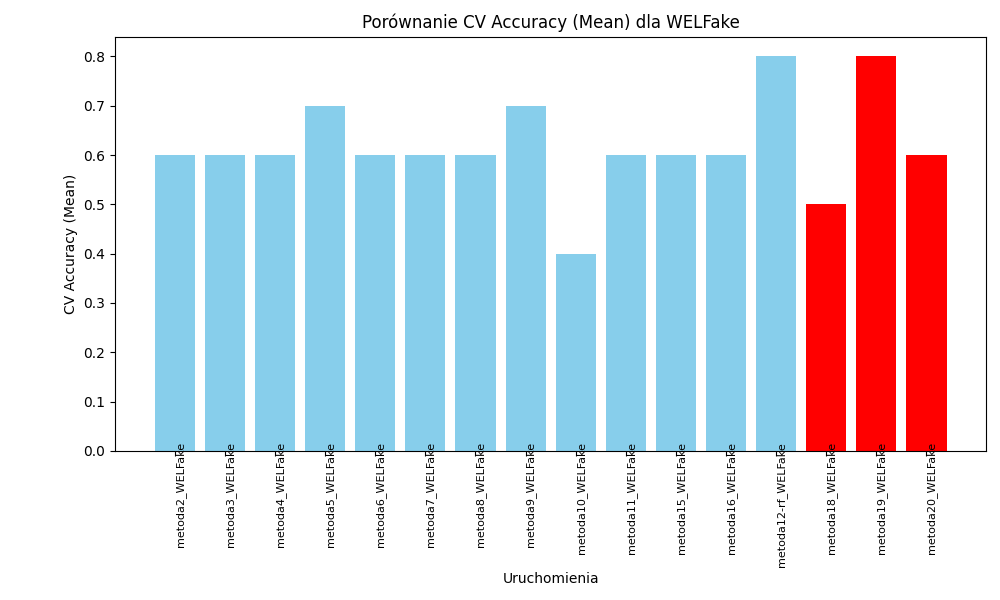 Porównanie CV Accuracy (Mean) dla WELFake
CV Accuracy (Mean)
0.8
0.7
0.6
0.5
0.4
0.3
0.2
0.1
0.0
metoda2_WELFake
metoda3_WELFake
metoda4_WELFake
metoda5_WELFake
metoda6_WELFake
metoda7_WELFake
metoda8_WELFake
metoda9_WELFake
metoda10_WELFake
metoda11_WELFake
metoda15_WELFake
metoda16_WELFake
metoda12-rf_WELFake
metoda18_WELFake
metoda19_WELFake
metoda20_WELFake
Uruchomienia